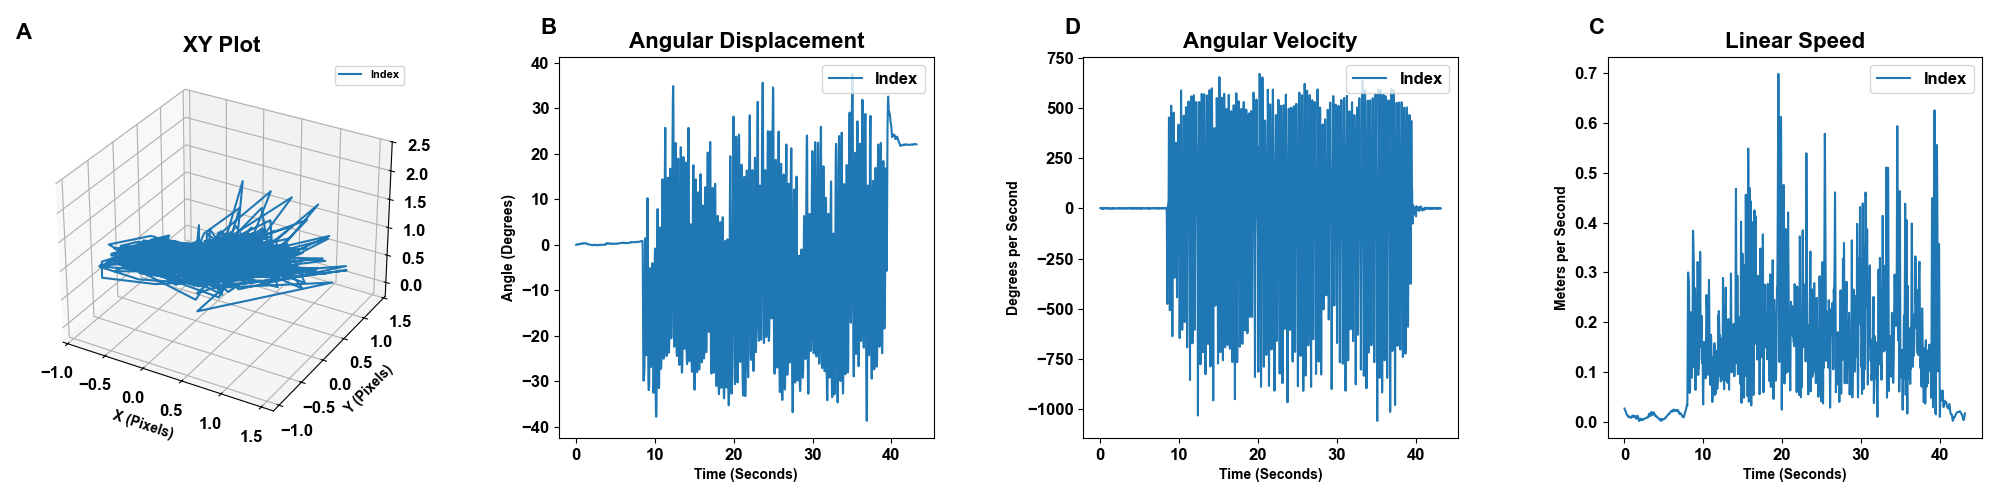 A
XY Plot
Index
2.5
2.0
1.5
1.0
0.5
0.0
−1.0
−0.5
0.0
0.5
1.0
1.5
X (Pixels)
−1.0
−0.5
0.0
0.5
1.0
1.5
Y (Pixels)
B
Angular Displacement
Index
40
30
20
10
0
−10
−20
−30
−40
Angle (Degrees)
0 10 20 30 40
Time (Seconds)
D
Angular Velocity
Index
750
500
250
0
−250
−500
−750
−1000
Degrees per Second
0 10 20 30 40
Time (Seconds)
C
Linear Speed
Index
0.7
0.6
0.5
0.4
0.3
0.2
0.1
0.0
Meters per Second
0 10 20 30 40
Time (Seconds)